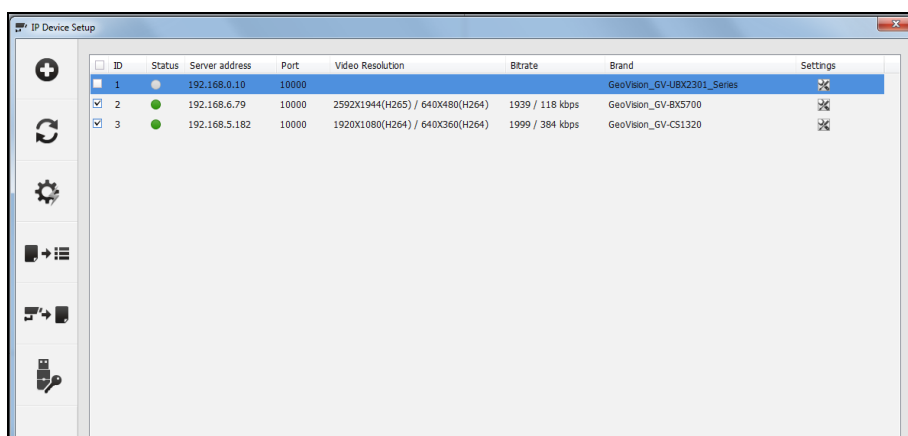 IP Device Setup
ID Status Server address Port Video Resolution Bitrate Brand Settings
1 192.168.0.10 10000 GeoVision_GV-UBX2301_Series
2 192.168.6.79 10000 2592X1944(H265) / 640X480(H264) 1939 / 118 kbps GeoVision_GV-BX5700
3 192.168.5.182 10000 1920X1080(H264) / 640X360(H264) 1999 / 384 kbps GeoVision_GV-CS1320